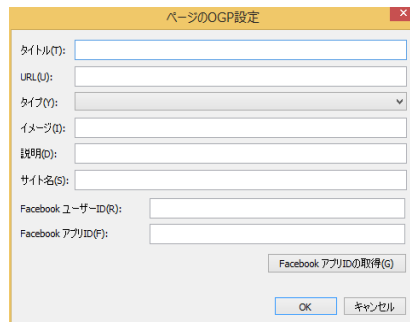 ページのOGP設定
タイトル(T):
URL(U):
タイプ(Y):
イメージ(I):
説明(D):
サイト名(S):
Facebook ユーザーID(R):
Facebook アプリID(F):
Facebook アプリIDの取得(G)
OK キャンセル